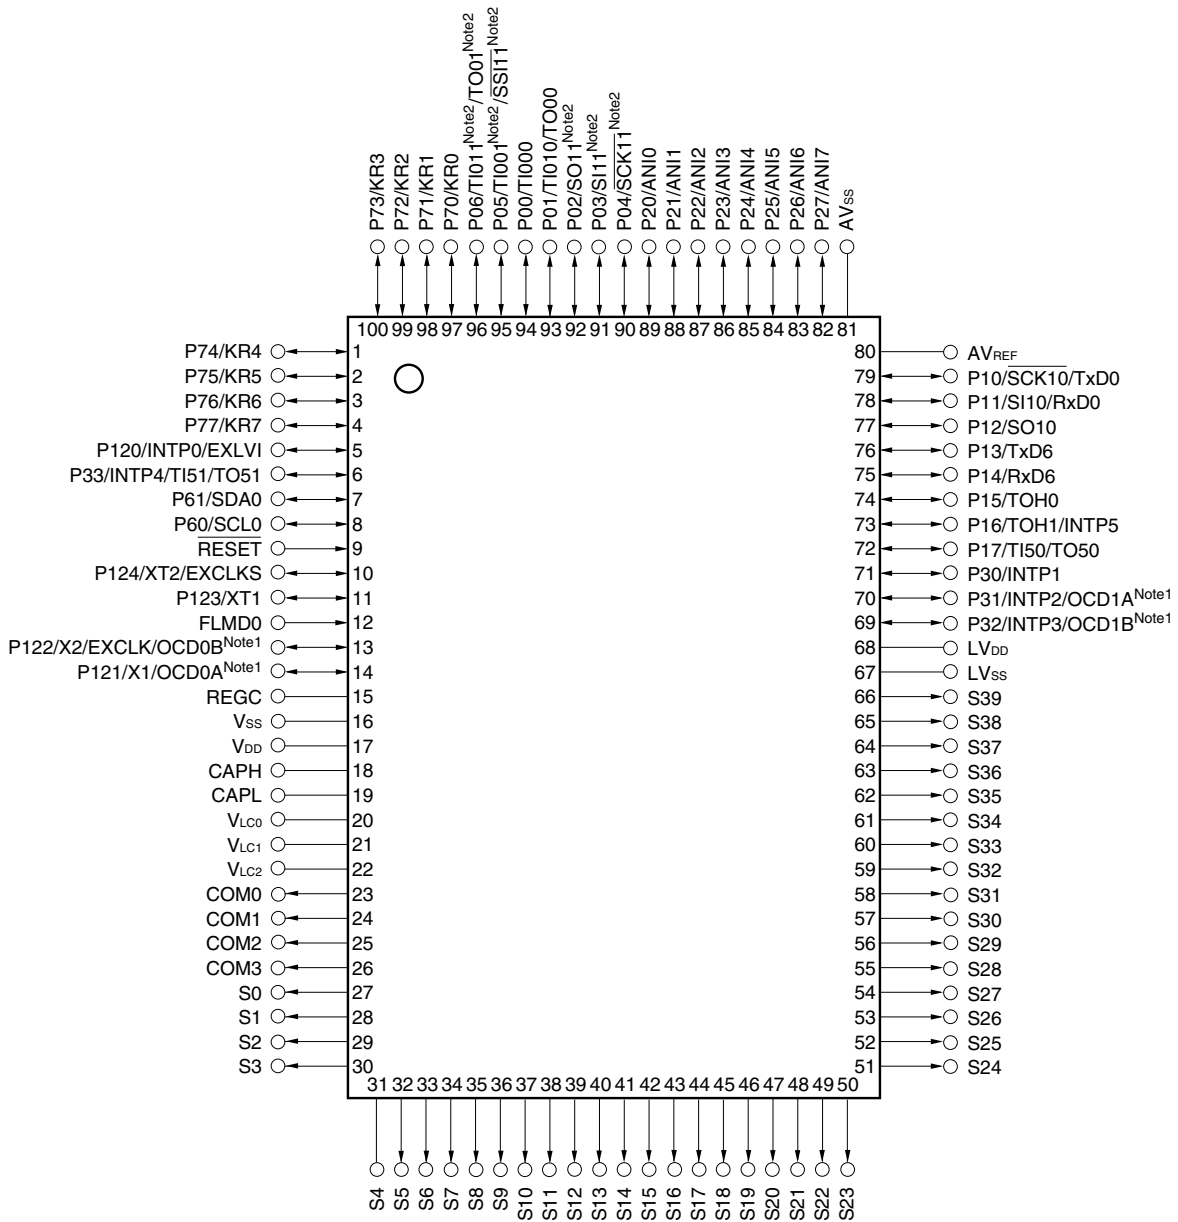 P73/KR3
P72/KR2
P71/KR1
P70/KR0
P06/TI011Note2/TO01Note2
P05/TI001Note2/SSI11Note2
P00/TI000
P01/TI010/TO00
P02/SO11Note2
P03/SI11Note2
P04/SCK11Note2
P20/ANI0
P21/ANI1
P22/ANI2
P23/ANI3
P24/ANI4
P25/ANI5
P26/ANI6
P27/ANI7
AVSS
100 99 98 97 96 95 94 93 92 91 90 89 88 87 86 85 84 83 82 81
P74/KR4 1
P75/KR5 2
P76/KR6 3
P77/KR7 4
P120/INTP0/EXLVI 5
P33/INTP4/TI51/TO51 6
P61/SDA0 7
P60/SCL0 8
RESET 9
P124/XT2/EXCLKS 10
P123/XT1 11
FLMD0 12
P122/X2/EXCLK/OCD0BNote1 13
P121/X1/OCD0ANote1 14
REGC 15
VSS 16
VDD 17
CAPH 18
CAPL 19
VLC0 20
VLC1 21
VLC2 22
COM0 23
COM1 24
COM2 25
COM3 26
S0 27
S1 28
S2 29
S3 30
80 AVREF
79 P10/SCK10/TxD0
78 P11/SI10/RxD0
77 P12/SO10
76 P13/TxD6
75 P14/RxD6
74 P15/TOH0
73 P16/TOH1/INTP5
72 P17/TI50/TO50
71 P30/INTP1
70 P31/INTP2/OCD1ANote1
69 P32/INTP3/OCD1BNote1
68 LVDD
67 LVSS
66 S39
65 S38
64 S37
63 S36
62 S35
61 S34
60 S33
59 S32
58 S31
57 S30
56 S29
55 S28
54 S27
53 S26
52 S25
51 S24
31 32 33 34 35 36 37 38 39 40 41 42 43 44 45 46 47 48 49 50
S4
S5
S6
S7
S8
S9
S10
S11
S12
S13
S14
S15
S16
S17
S18
S19
S20
S21
S22
S23